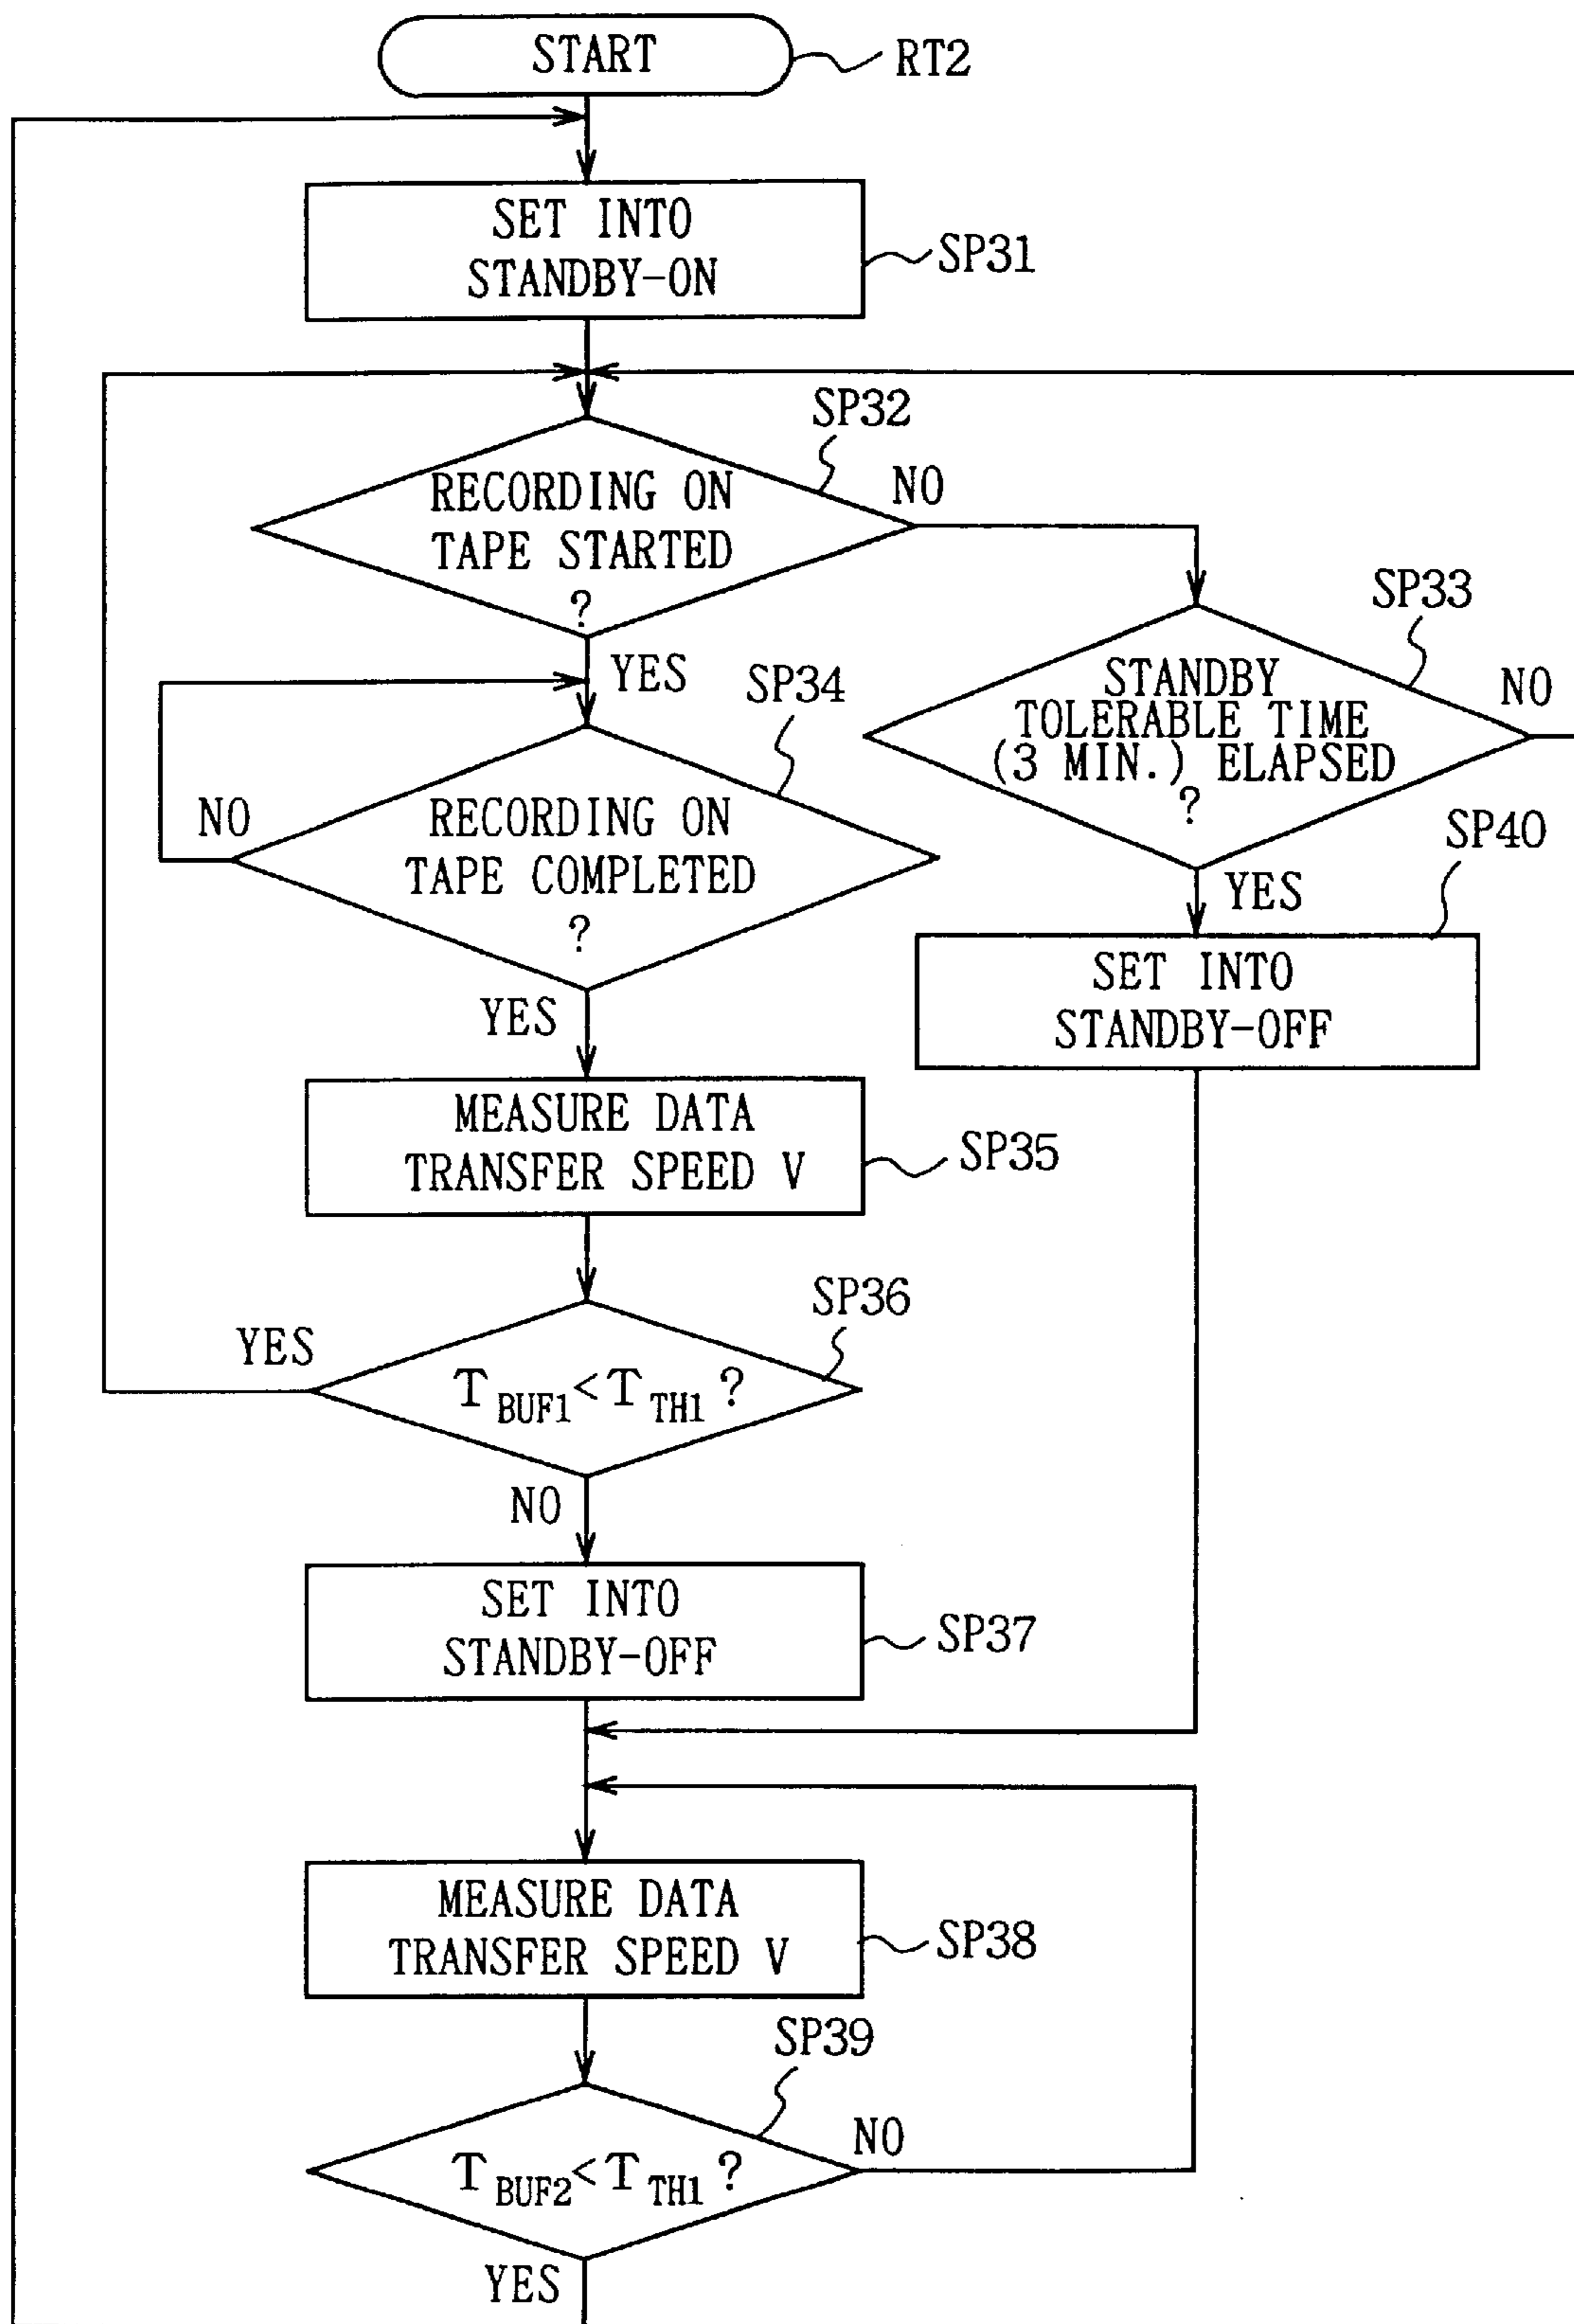 START
RT2
SET INTO
STANDBY-ON
SP31
SP32
RECORDING ON
TAPE STARTED
?
NO
YES
SP33
STANDBY
TOLERABLE TIME
(3 MIN.) ELAPSED
?
NO
YES
SP34
RECORDING ON
TAPE COMPLETED
?
NO
YES
SP40
SET INTO
STANDBY-OFF
MEASURE DATA
TRANSFER SPEED V
SP35
SP36
T BUF1 < T TH1 ?
YES
NO
SET INTO
STANDBY-OFF
SP37
MEASURE DATA
TRANSFER SPEED V
SP38
SP39
T BUF2 < T TH1 ?
NO
YES